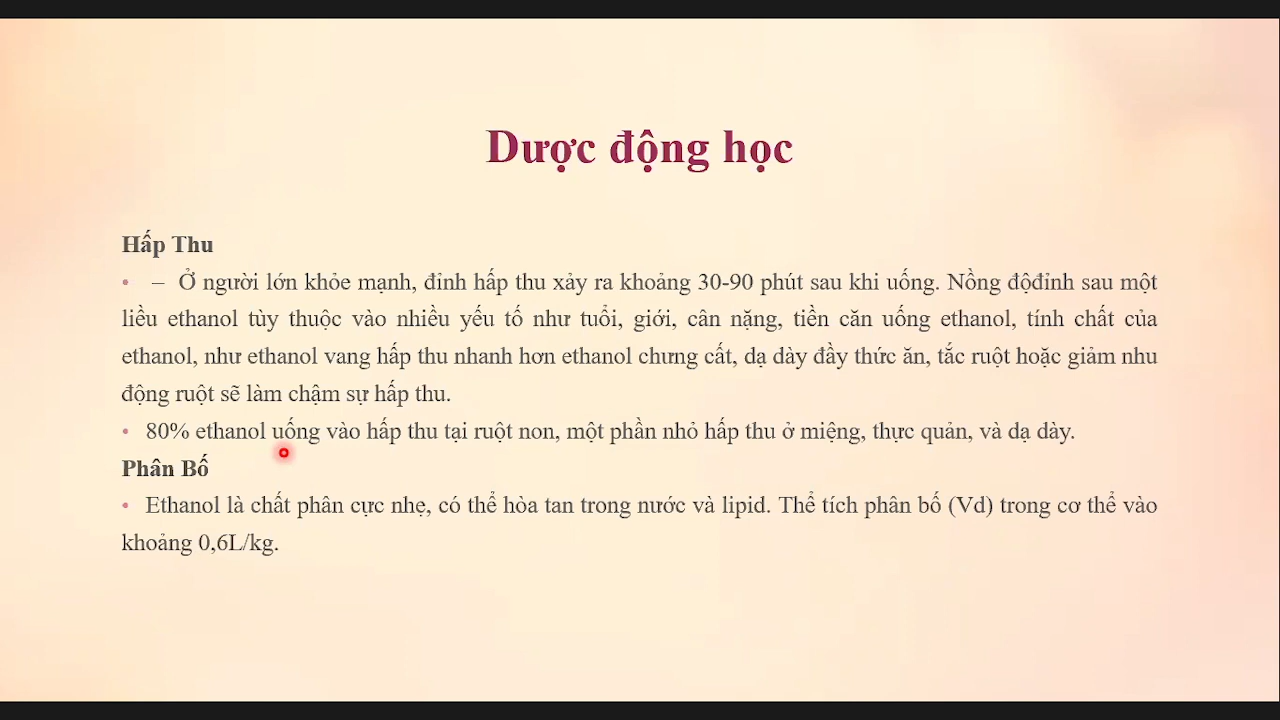 Dược động học
Hấp Thu
• – Ở người lớn khỏe mạnh, đỉnh hấp thu xảy ra khoảng 30-90 phút sau khi uống. Nồng độđỉnh sau một
liều ethanol tùy thuộc vào nhiều yếu tố như tuổi, giới, cân nặng, tiền căn uống ethanol, tính chất của
ethanol, như ethanol vang hấp thu nhanh hơn ethanol chưng cất, dạ dày đầy thức ăn, tắc ruột hoặc giảm nhu
động ruột sẽ làm chậm sự hấp thu.
• 80% ethanol uống vào hấp thu tại ruột non, một phần nhỏ hấp thu ở miệng, thực quản, và dạ dày.
Phân Bố
• Ethanol là chất phân cực nhẹ, có thể hòa tan trong nước và lipid. Thể tích phân bố (Vd) trong cơ thể vào
khoảng 0,6L/kg.